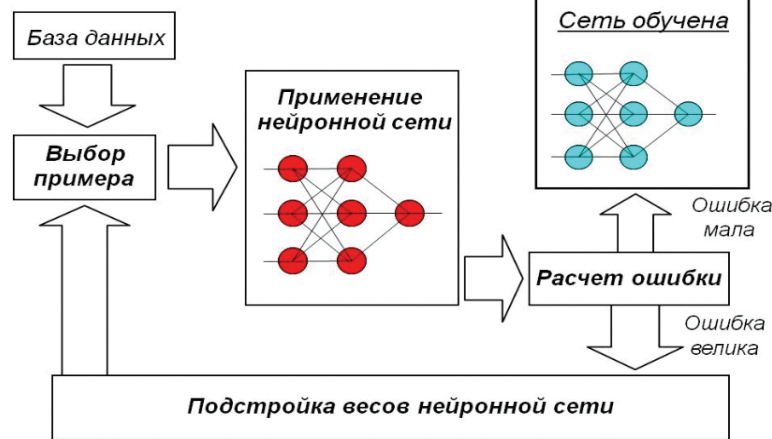 База данных
Выбор
примера
Применение
нейронной сети
Сеть обучена
Ошибка
мала
Расчет ошибки
Ошибка
велика
Подстройка весов нейронной сети